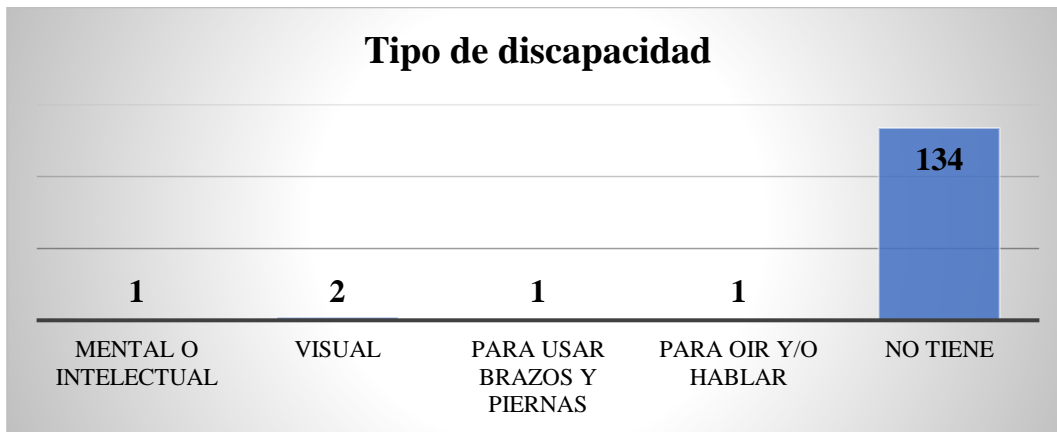 Tipo de discapacidad
134
1
2
1
1
MENTAL O
INTELECTUAL
VISUAL
PARA USAR
BRAZOS Y
PIERNAS
PARA OIR Y/O
HABLAR
NO TIENE